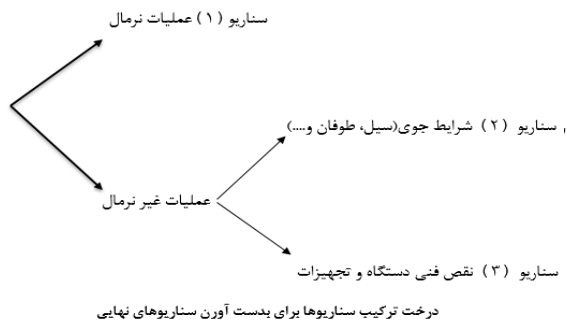 سناریو (۱) عملیات نرمال
سناریو (۲) شرایط جوی(سیل، طوفان و....)
عملیات غیر نرمال
سناریو (۳) نقص فنی دستگاه و تجهیزات
درخت ترکیب سناریوها برای بدست آورن سناریوهای نهایی